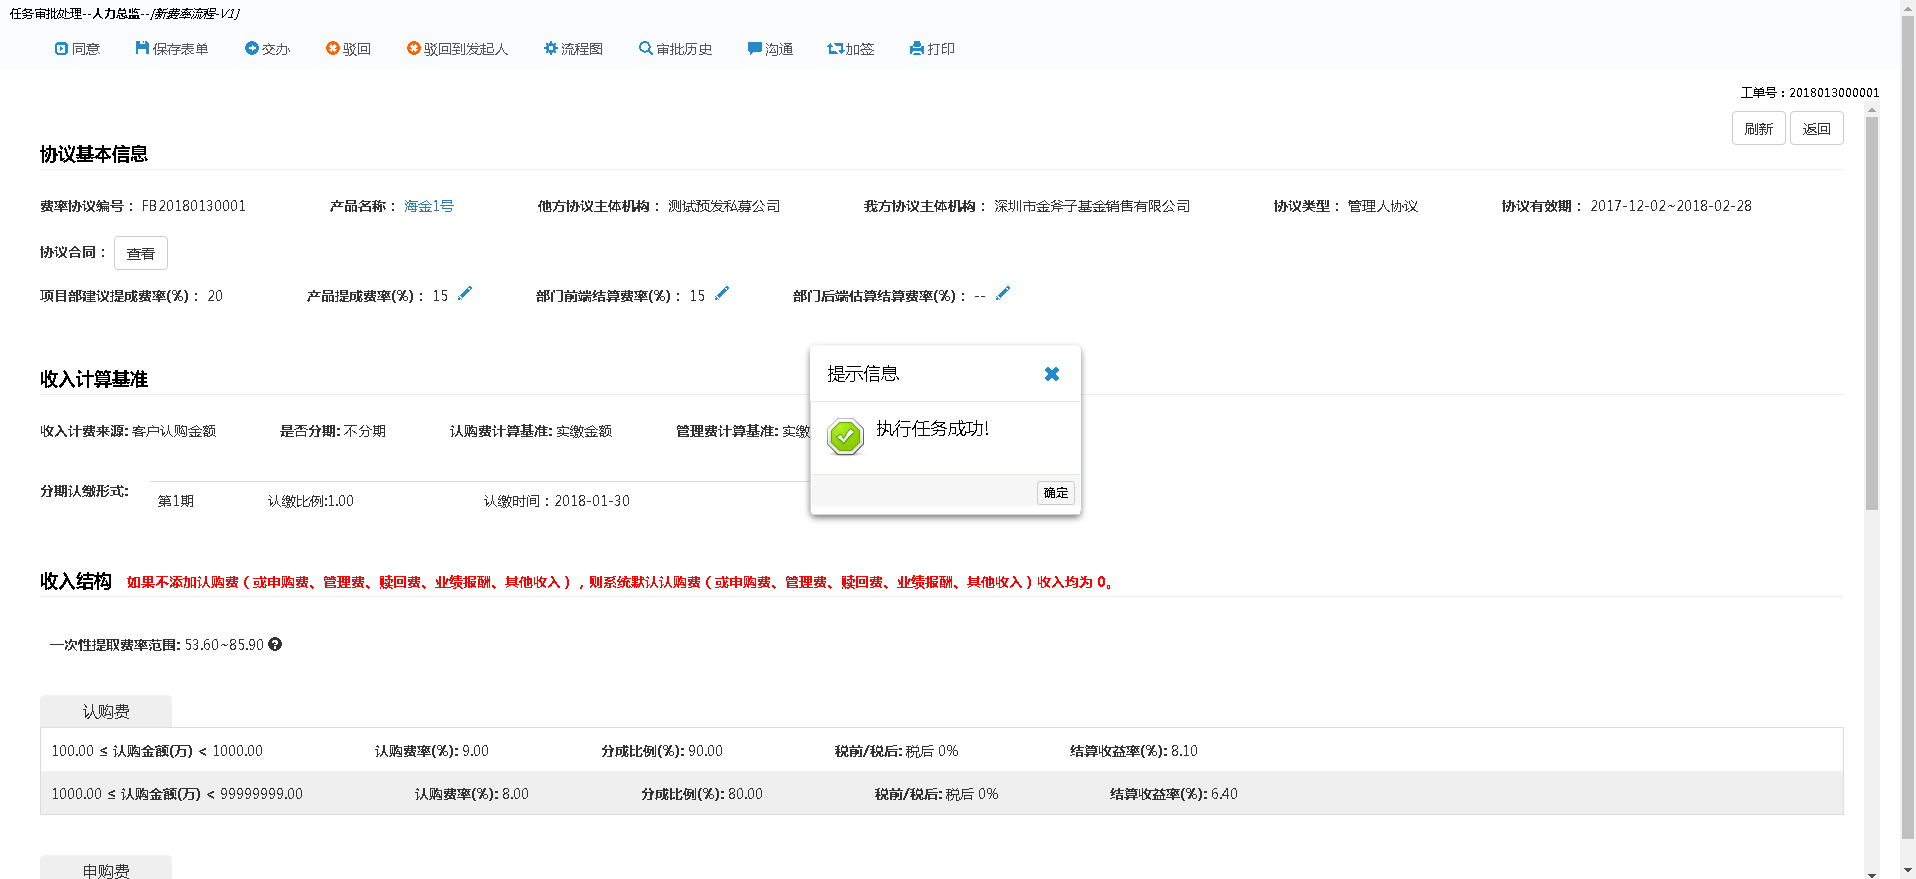 任务审批处理--人力总监--[新费率流程-V1]
同意 保存表单 交办 驳回 驳回到发起人 流程图 审批历史 沟通 加签 打印
工单号：2018013000001
刷新 返回
协议基本信息
费率协议编号： FB20180130001 产品名称： 海金1号 他方协议主体机构： 测试预发私募公司 我方协议主体机构： 深圳市金斧子基金销售有限公司 协议类型： 管理人协议 协议有效期： 2017-12-02~2018-02-28
协议合同： 查看
项目部建议提成费率(%)： 20 产品提成费率(%)： 15 部门前端结算费率(%)： 15 部门后端估算结算费率(%)： --
提示信息
执行任务成功!
确定
收入计算基准
收入计费来源: 客户认购金额 是否分期: 不分期 认购费计算基准: 实缴金额 管理费计算基准: 实缴
分期认缴形式: 第1期 认缴比例:1.00 认缴时间：2018-01-30
收入结构 如果不添加认购费（或申购费、管理费、赎回费、业绩报酬、其他收入），则系统默认认购费（或申购费、管理费、赎回费、业绩报酬、其他收入）收入均为 0。
一次性提取费率范围: 53.60~85.90
认购费
100.00 ≤ 认购金额(万) < 1000.00 认购费率(%): 9.00 分成比例(%): 90.00 税前/税后: 税后 0% 结算收益率(%): 8.10
1000.00 ≤ 认购金额(万) < 99999999.00 认购费率(%): 8.00 分成比例(%): 80.00 税前/税后: 税后 0% 结算收益率(%): 6.40
申购费